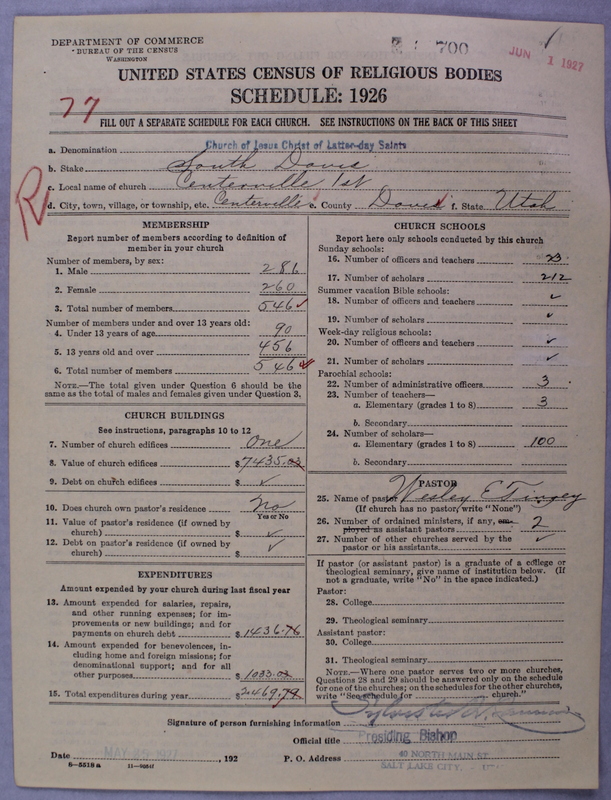 DEPARTMENT OF COMMERCE
BUREAU OF THE CENSUS
WASHINGTON
700
JUN 1 1927
1
UNITED STATES CENSUS OF RELIGIOUS BODIES
SCHEDULE: 1926
77
FILL OUT A SEPARATE SCHEDULE FOR EACH CHURCH. SEE INSTRUCTIONS ON THE BACK OF THIS SHEET
R
a. Denomination Church of Jesus Christ of Latter-day Saints
b. Stake South Davis
c. Local name of church Centerville 1st
d. City, town, village, or township, etc. Centerville e. County Davis f. State Utah
MEMBERSHIP
Report number of members according to definition of
member in your church
Number of members, by sex:
1. Male 286
2. Female 260
3. Total number of members 546
Number of members under and over 13 years old:
4. Under 13 years of age 90
5. 13 years old and over 456
6. Total number of members 546
NOTE.—The total given under Question 6 should be
same as the total of males and females given under Question 3.
CHURCH BUILDINGS
See instructions, paragraphs 10 to 12
7. Number of church edifices One
8. Value of church edifices $7435.03
9. Debt on church edifices $ ✓
10. Does church own pastor's residence No
Yes or No
11. Value of pastor's residence (if owned by
church) $ ✓
12. Debt on pastor's residence (if owned by
church) $ ✓
EXPENDITURES
Amount expended by your church during last fiscal year
13. Amount expended for salaries, repairs,
and other running expenses; for im-
provements or new buildings; and for
payments on church debt $1436.76
14. Amount expended for benevolences, in-
cluding home and foreign missions; for
denominational support; and for all
other purposes $1033.03
15. Total expenditures during year $2469.79
CHURCH SCHOOLS
Report here only schools conducted by this church
Sunday schools:
16. Number of officers and teachers 23
17. Number of scholars 212
Summer vacation Bible schools:
18. Number of officers and teachers ✓
19. Number of scholars ✓
Week-day religious schools:
20. Number of officers and teachers ✓
21. Number of scholars ✓
Parochial schools:
22. Number of administrative officers 3
23. Number of teachers—
a. Elementary (grades 1 to 8) 3
b. Secondary
24. Number of scholars—
a. Elementary (grades 1 to 8) 100
b. Secondary
PASTOR
25. Name of pastor Wesley E Tingey
(If church has no pastor, write "None")
26. Number of ordained ministers, if any, em-
ployed as assistant pastors 2
27. Number of other churches served by the
pastor or his assistants ✓
If pastor (or assistant pastor) is a graduate of a college or
theological seminary, give name of institution below. (If
not a graduate, write "No" in the space indicated.)
Pastor:
28. College
29. Theological seminary
Assistant pastor:
30. College
31. Theological seminary
NOTE.—Where one pastor serves two or more churches,
Questions 28 and 29 should be answered only on the schedule
for one of the churches; on the schedules for the other churches,
write "See schedule for church."
Signature of person furnishing information
Official title Presiding Bishop
Date MAY 25 1927, 192 P. O. Address 40 NORTH MAIN ST
SALT LAKE CITY,
8—5518a 11—9554f